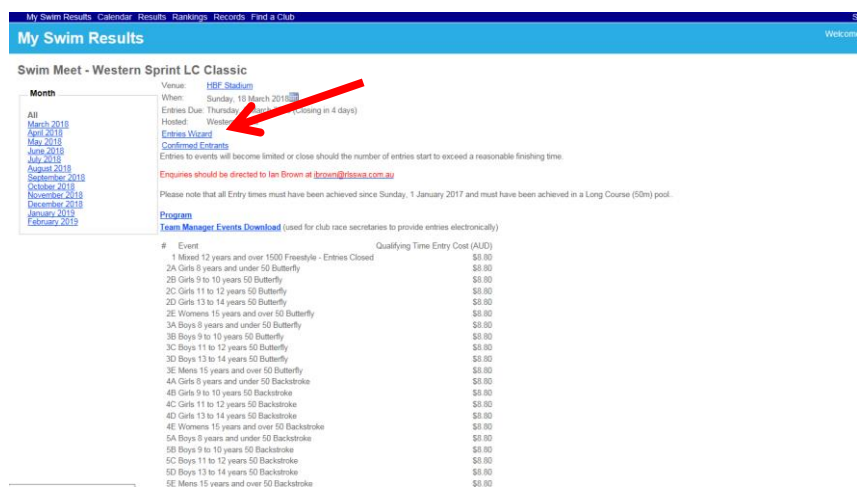 My Swim Results Calendar Results Rankings Records Find a Club
My Swim Results
Welcome
Swim Meet - Western Sprint LC Classic
Month
All
March 2018
April 2018
May 2018
June 2018
July 2018
August 2018
September 2018
October 2018
November 2018
December 2018
January 2019
February 2019
Venue: HBF Stadium
When: Sunday, 18 March 2018
Entries Due: Thursday, March (Closing in 4 days)
Hosted: Western
Entries Wizard
Confirmed Entrants
Entries to events will become limited or close should the number of entries start to exceed a reasonable finishing time.
Enquiries should be directed to Ian Brown at ibrown@rlsswa.com.au
Please note that all Entry times must have been achieved since Sunday, 1 January 2017 and must have been achieved in a Long Course (50m) pool.
Program
Team Manager Events Download (used for club race secretaries to provide entries electronically)
# Event Qualifying Time Entry Cost (AUD)
1 Mixed 12 years and over 1500 Freestyle - Entries Closed $8.80
2A Girls 8 years and under 50 Butterfly $8.80
2B Girls 9 to 10 years 50 Butterfly $8.80
2C Girls 11 to 12 years 50 Butterfly $8.80
2D Girls 13 to 14 years 50 Butterfly $8.80
2E Womens 15 years and over 50 Butterfly $8.80
3A Boys 8 years and under 50 Butterfly $8.80
3B Boys 9 to 10 years 50 Butterfly $8.80
3C Boys 11 to 12 years 50 Butterfly $8.80
3D Boys 13 to 14 years 50 Butterfly $8.80
3E Mens 15 years and over 50 Butterfly $8.80
4A Girls 8 years and under 50 Backstroke $8.80
4B Girls 9 to 10 years 50 Backstroke $8.80
4C Girls 11 to 12 years 50 Backstroke $8.80
4D Girls 13 to 14 years 50 Backstroke $8.80
4E Womens 15 years and over 50 Backstroke $8.80
5A Boys 8 years and under 50 Backstroke $8.80
5B Boys 9 to 10 years 50 Backstroke $8.80
5C Boys 11 to 12 years 50 Backstroke $8.80
5D Boys 13 to 14 years 50 Backstroke $8.80
5E Mens 15 years and over 50 Backstroke $8.80